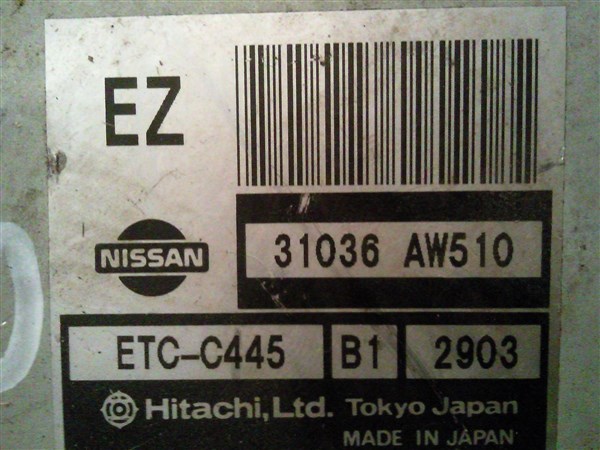 EZ
NISSAN
31036 AW510
ETC-C445 B1 2903
Hitachi, Ltd. Tokyo Japan
MADE IN JAPAN